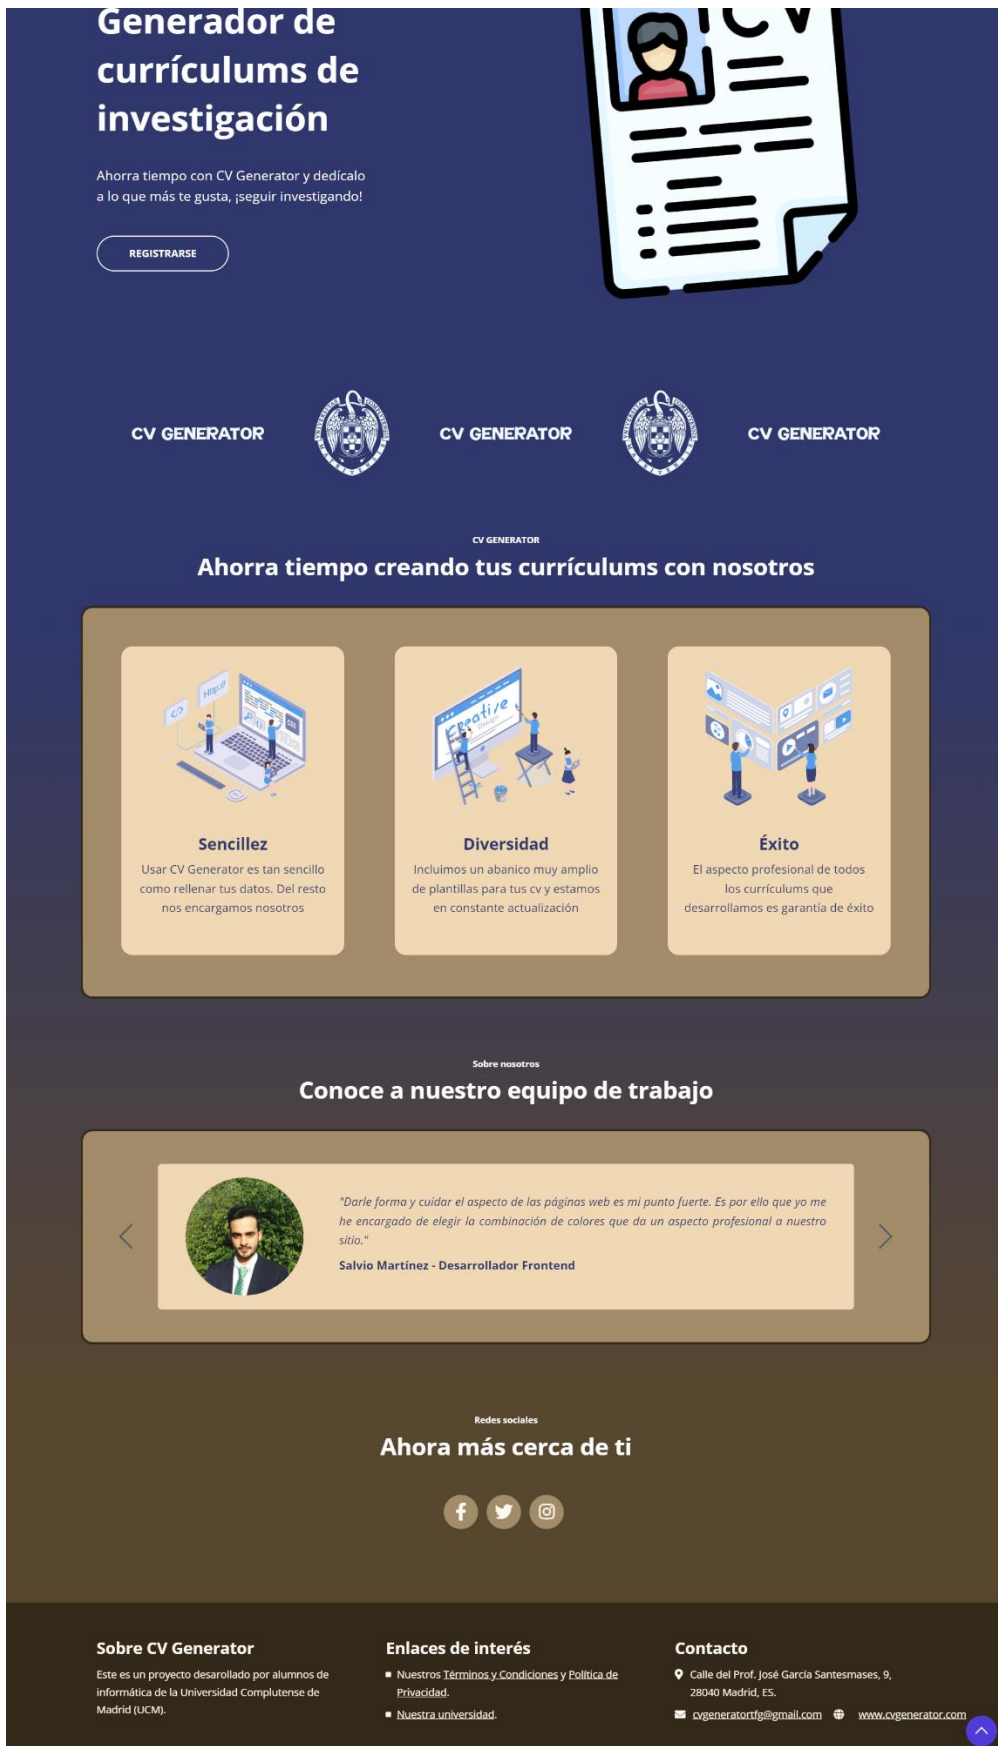 Generador de
currículums de
investigación
CV
Ahorra tiempo con CV Generator y dedícalo
a lo que más te gusta, ¡seguir investigando!
REGISTRARSE
CV GENERATOR
CV GENERATOR
CV GENERATOR
CV GENERATOR
Ahorra tiempo creando tus currículums con nosotros
Http://
</>
CSS
Creative
Design
Sencillez
Usar CV Generator es tan sencillo
como rellenar tus datos. Del resto
nos encargamos nosotros
Diversidad
Incluimos un abanico muy amplio
de plantillas para tus cv y estamos
en constante actualización
Éxito
El aspecto profesional de todos
los currículums que
desarrollamos es garantía de éxito
Sobre nosotros
Conoce a nuestro equipo de trabajo
"Darle forma y cuidar el aspecto de las páginas web es mi punto fuerte. Es por ello que yo me
he encargado de elegir la combinación de colores que da un aspecto profesional a nuestro
sitio."
Salvio Martínez - Desarrollador Frontend
Redes sociales
Ahora más cerca de ti
Sobre CV Generator
Este es un proyecto desarollado por alumnos de
informática de la Universidad Complutense de
Madrid (UCM).
Enlaces de interés
Nuestros Términos y Condiciones y Política de
Privacidad.
Nuestra universidad.
Contacto
Calle del Prof. José García Santesmases, 9,
28040 Madrid, ES.
cvgeneratortfg@gmail.com www.cvgenerator.com